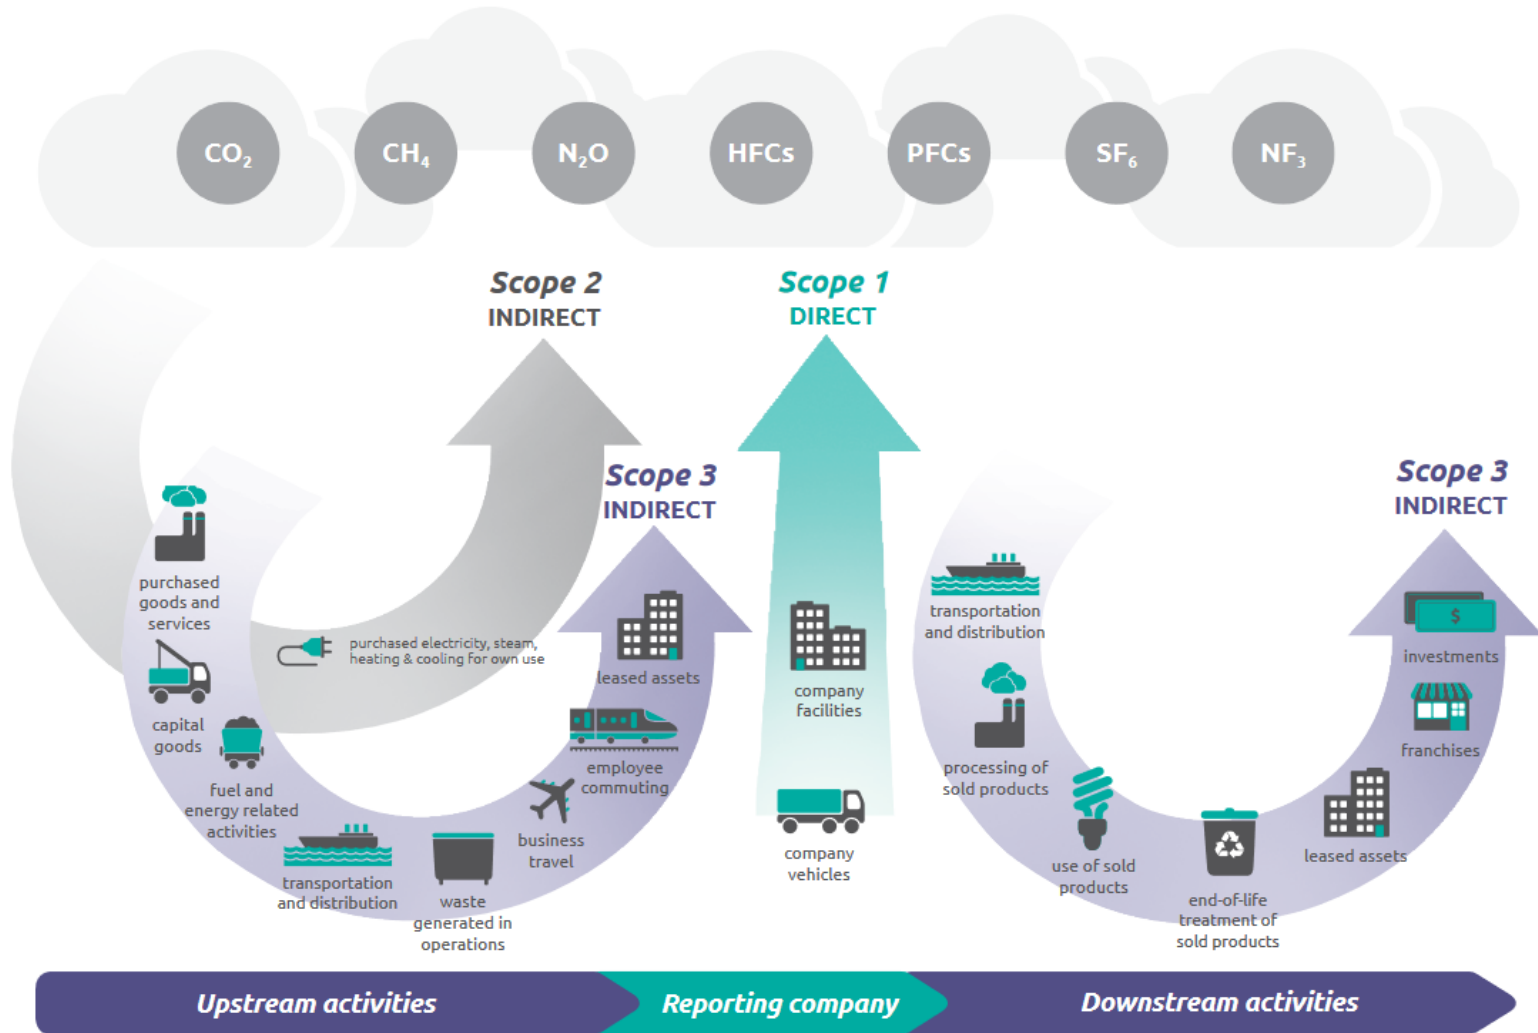 CO₂
CH₄
N₂O
HFCs
PFCs
SF₆
NF₃
Scope 2
INDIRECT
Scope 1
DIRECT
Scope 3
INDIRECT
Scope 3
INDIRECT
purchased
goods and
services
capital
goods
fuel and
energy related
activities
transportation
and distribution
waste
generated in
operations
business
travel
employee
commuting
leased assets
purchased electricity, steam,
heating & cooling for own use
company
facilities
company
vehicles
transportation
and distribution
processing of
sold products
use of sold
products
end-of-life
treatment of
sold products
leased assets
franchises
$
investments
Upstream activities
Reporting company
Downstream activities